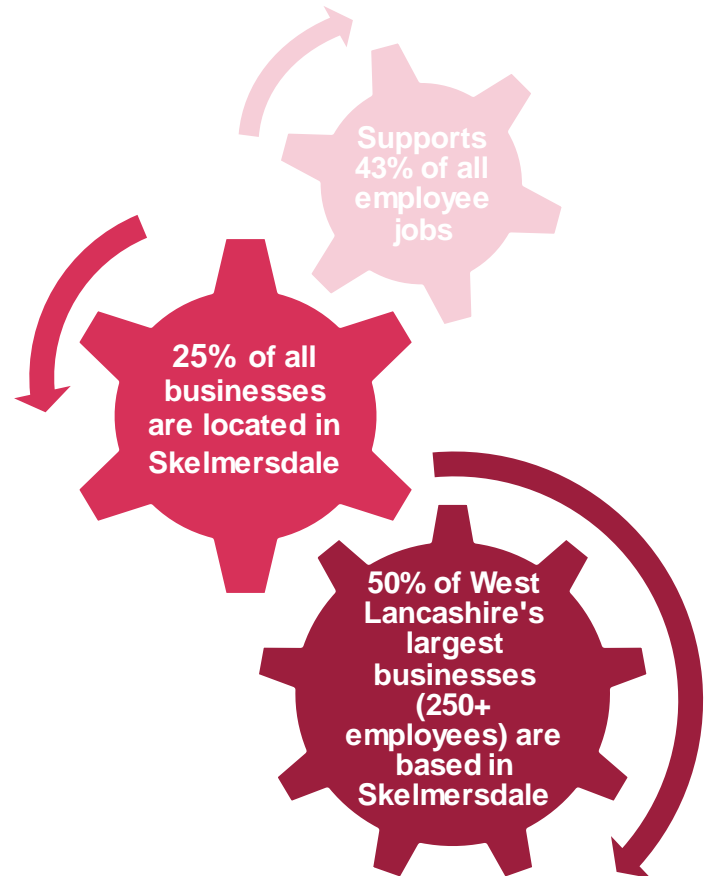 Supports
43% of all
employee
jobs
25% of all
businesses
are located in
Skelmersdale
50% of West
Lancashire's
largest
businesses
(250+
employees) are
based in
Skelmersdale